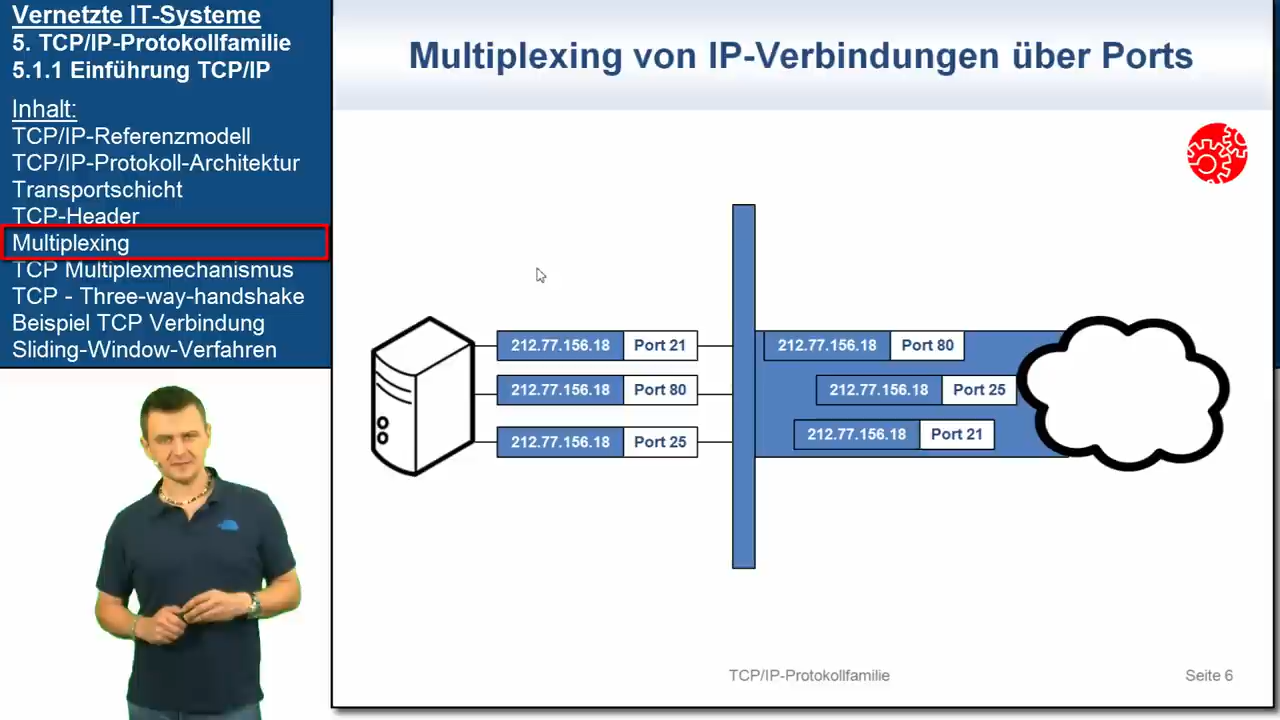 Vernetzte IT-Systeme
5. TCP/IP-Protokollfamilie
5.1.1 Einführung TCP/IP
Inhalt:
TCP/IP-Referenzmodell
TCP/IP-Protokoll-Architektur
Transportschicht
TCP-Header
Multiplexing
TCP Multiplexmechanismus
TCP - Three-way-handshake
Beispiel TCP Verbindung
Sliding-Window-Verfahren
Multiplexing von IP-Verbindungen über Ports
212.77.156.18 Port 21
212.77.156.18 Port 80
212.77.156.18 Port 25
212.77.156.18 Port 80
212.77.156.18 Port 25
212.77.156.18 Port 21
TCP/IP-Protokollfamilie
Seite 6